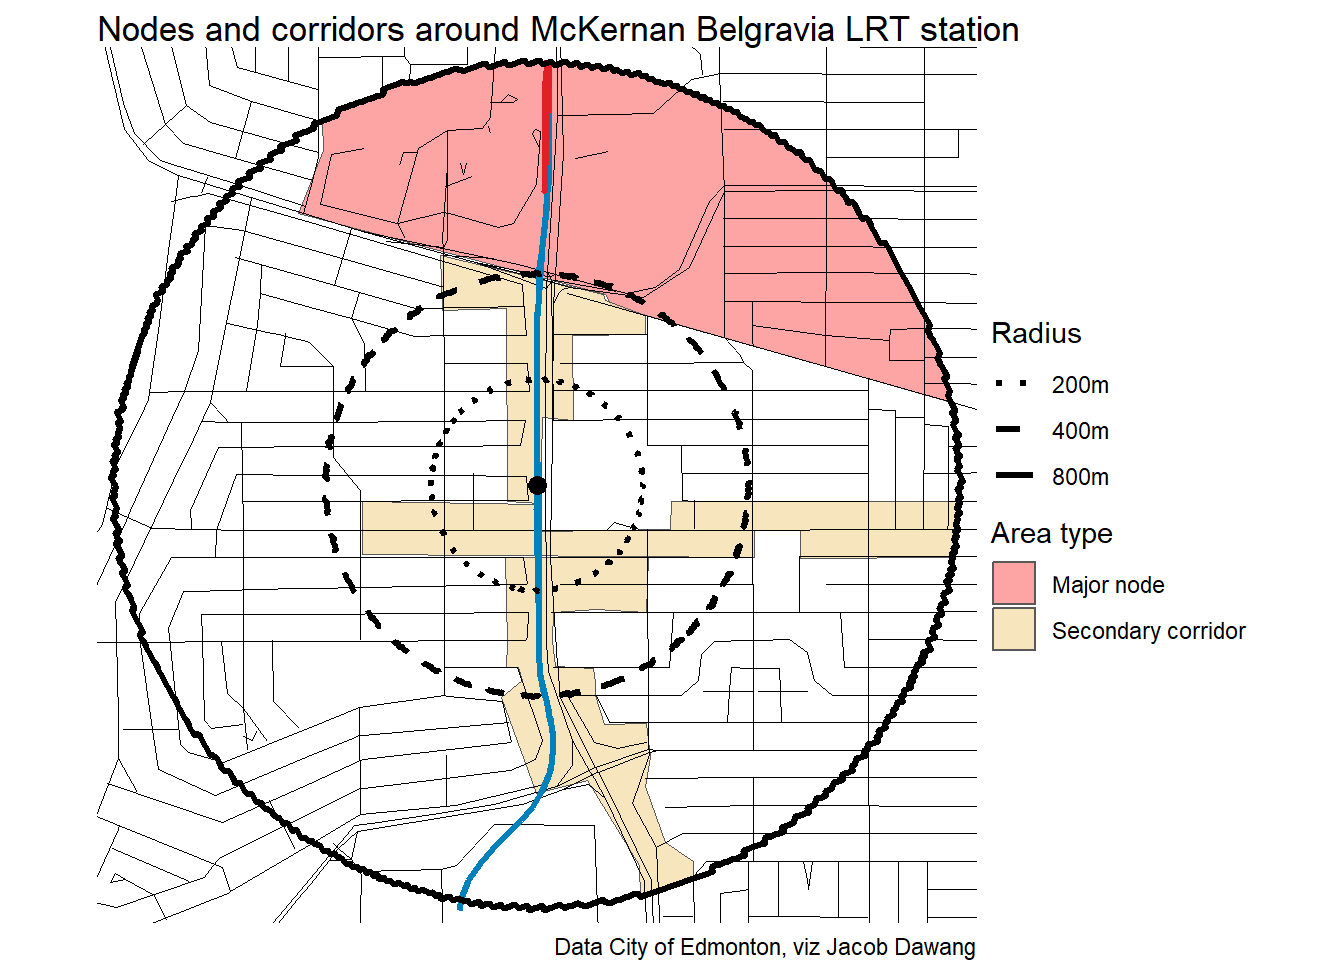 Nodes and corridors around McKernan Belgravia LRT station
Radius
200m
400m
800m
Area type
Major node
Secondary corridor
Data City of Edmonton, viz Jacob Dawang